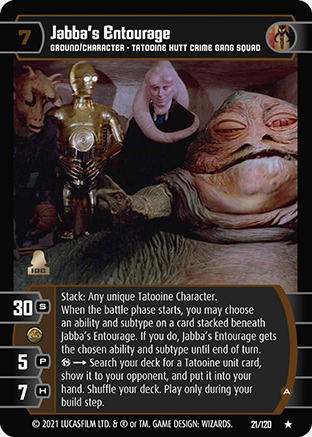 7
Jabba's Entourage
GROUND/CHARACTER - TATOOINE HUTT CRIME GANG SQUAD
30 S
5 P
7 H
Stack: Any unique Tatooine Character.
When the battle phase starts, you may choose
an ability and subtype on a card stacked beneath
Jabba's Entourage. If you do, Jabba's Entourage gets
the chosen ability and subtype until end of turn.
→ Search your deck for a Tatooine unit card,
show it to your opponent, and put it into your
hand. Shuffle your deck. Play only during your
build step.
A
© 2021 LUCASFILM LTD. & ® or TM. GAME DESIGN: WIZARDS.
21/120